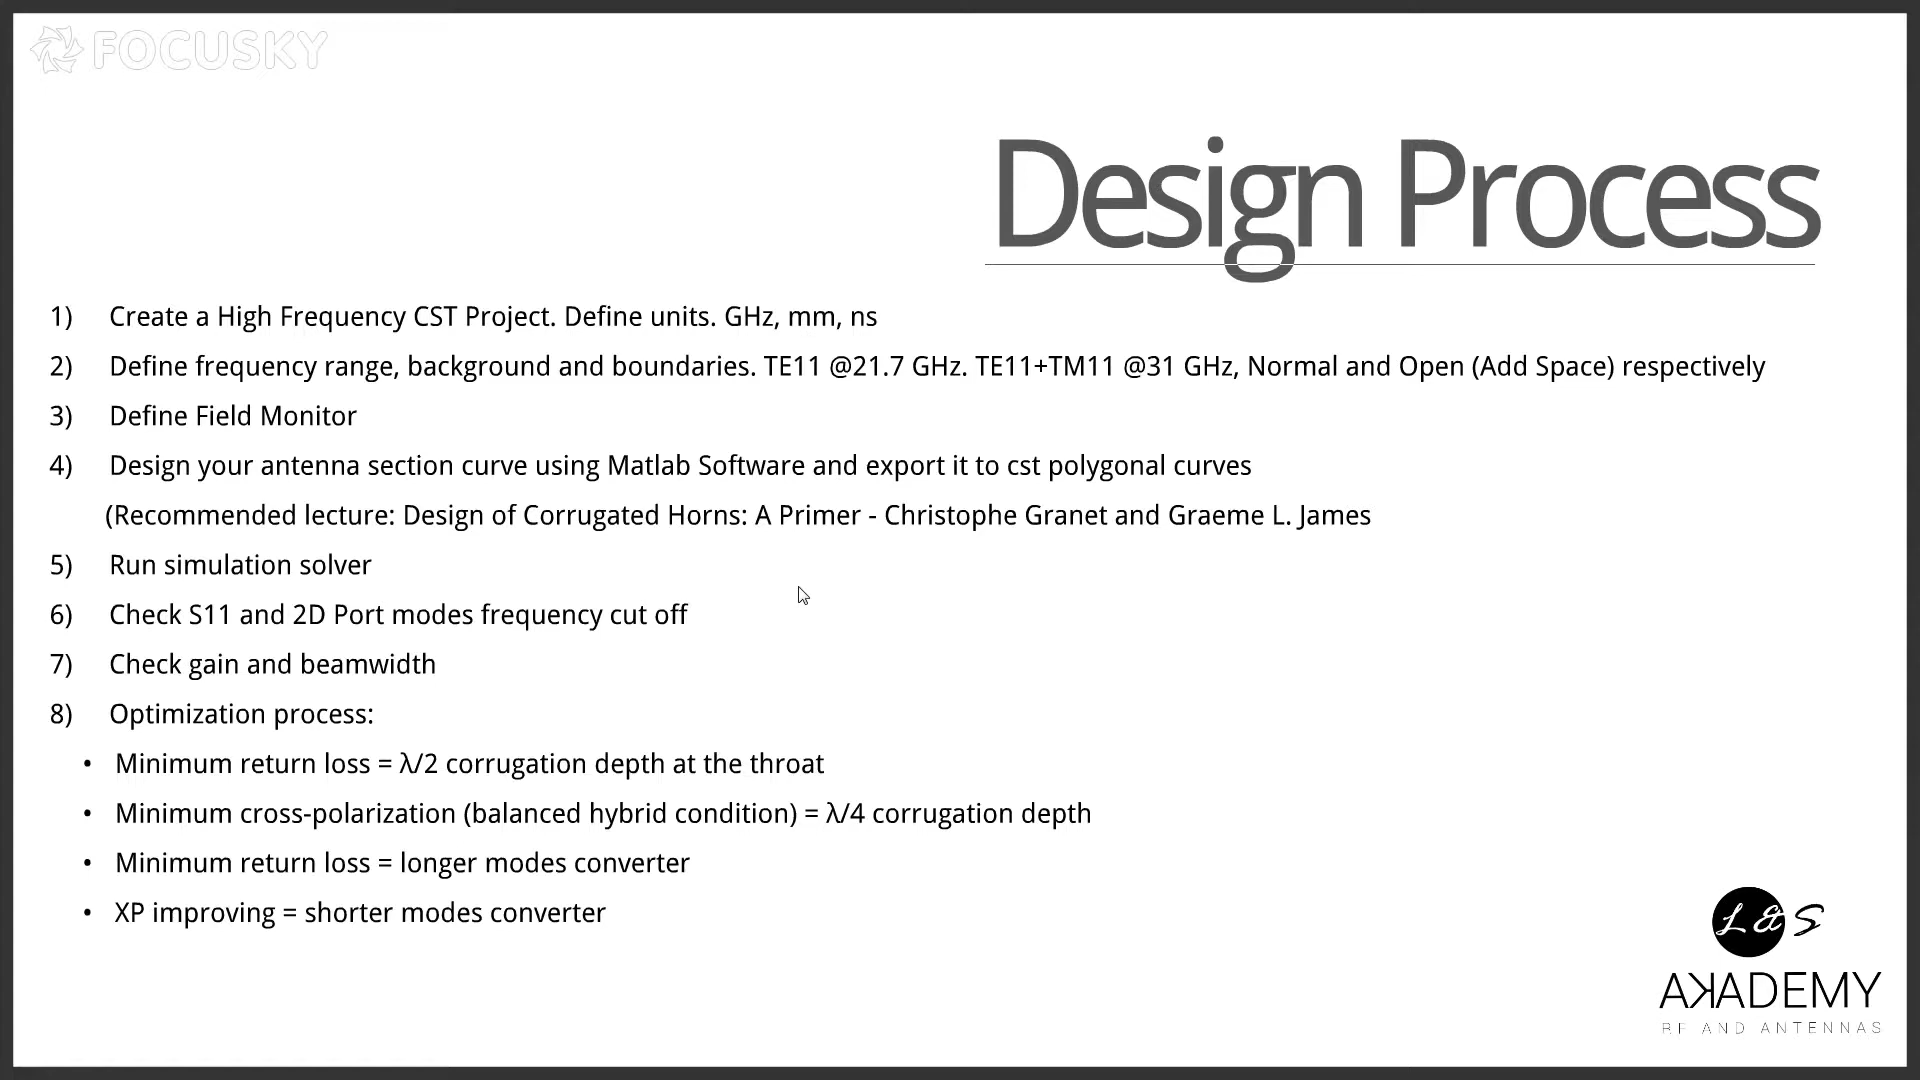 FOCUSKY
Design Process
1) Create a High Frequency CST Project. Define units. GHz, mm, ns
2) Define frequency range, background and boundaries. TE11 @21.7 GHz. TE11+TM11 @31 GHz, Normal and Open (Add Space) respectively
3) Define Field Monitor
4) Design your antenna section curve using Matlab Software and export it to cst polygonal curves
(Recommended lecture: Design of Corrugated Horns: A Primer - Christophe Granet and Graeme L. James
5) Run simulation solver
6) Check S11 and 2D Port modes frequency cut off
7) Check gain and beamwidth
8) Optimization process:
• Minimum return loss = λ/2 corrugation depth at the throat
• Minimum cross-polarization (balanced hybrid condition) = λ/4 corrugation depth
• Minimum return loss = longer modes converter
• XP improving = shorter modes converter
L & S
AKADEMY
RF AND ANTENNAS